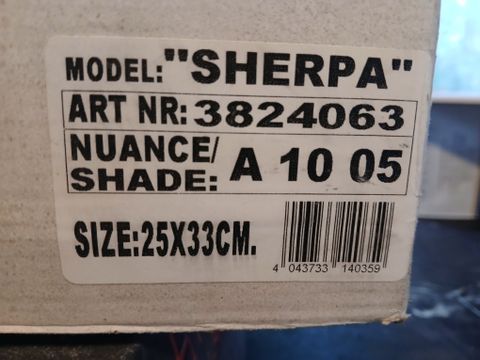 MODEL: "SHERPA"
ART NR: 3824063
NUANCE/
SHADE: A 10 05
SIZE:25X33CM.
4 043733 140359